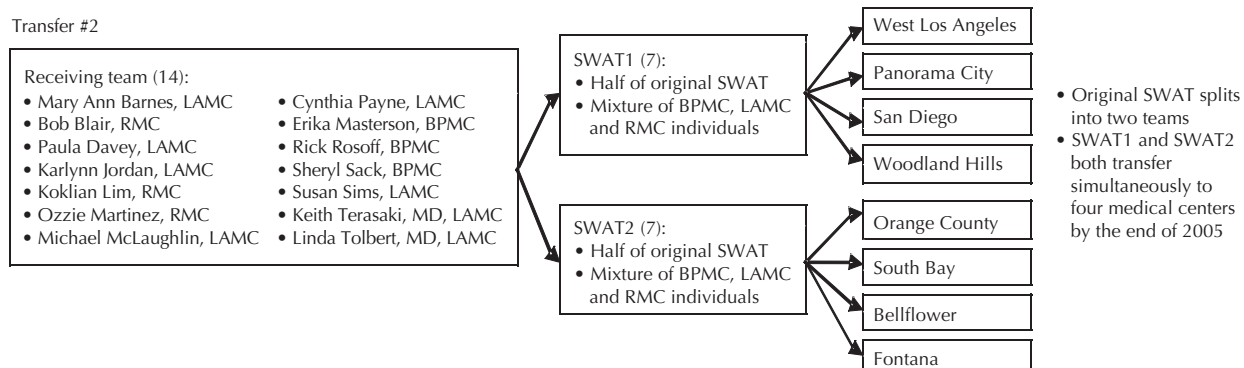 Transfer #2
Receiving team (14):
• Mary Ann Barnes, LAMC
• Bob Blair, RMC
• Paula Davey, LAMC
• Karlynn Jordan, LAMC
• Koklian Lim, RMC
• Ozzie Martinez, RMC
• Michael McLaughlin, LAMC
• Cynthia Payne, LAMC
• Erika Masterson, BPMC
• Rick Rosoff, BPMC
• Sheryl Sack, BPMC
• Susan Sims, LAMC
• Keith Terasaki, MD, LAMC
• Linda Tolbert, MD, LAMC
SWAT1 (7):
• Half of original SWAT
• Mixture of BPMC, LAMC
and RMC individuals
SWAT2 (7):
• Half of original SWAT
• Mixture of BPMC, LAMC
and RMC individuals
West Los Angeles
Panorama City
San Diego
Woodland Hills
Orange County
South Bay
Bellflower
Fontana
• Original SWAT splits
into two teams
• SWAT1 and SWAT2
both transfer
simultaneously to
four medical centers
by the end of 2005